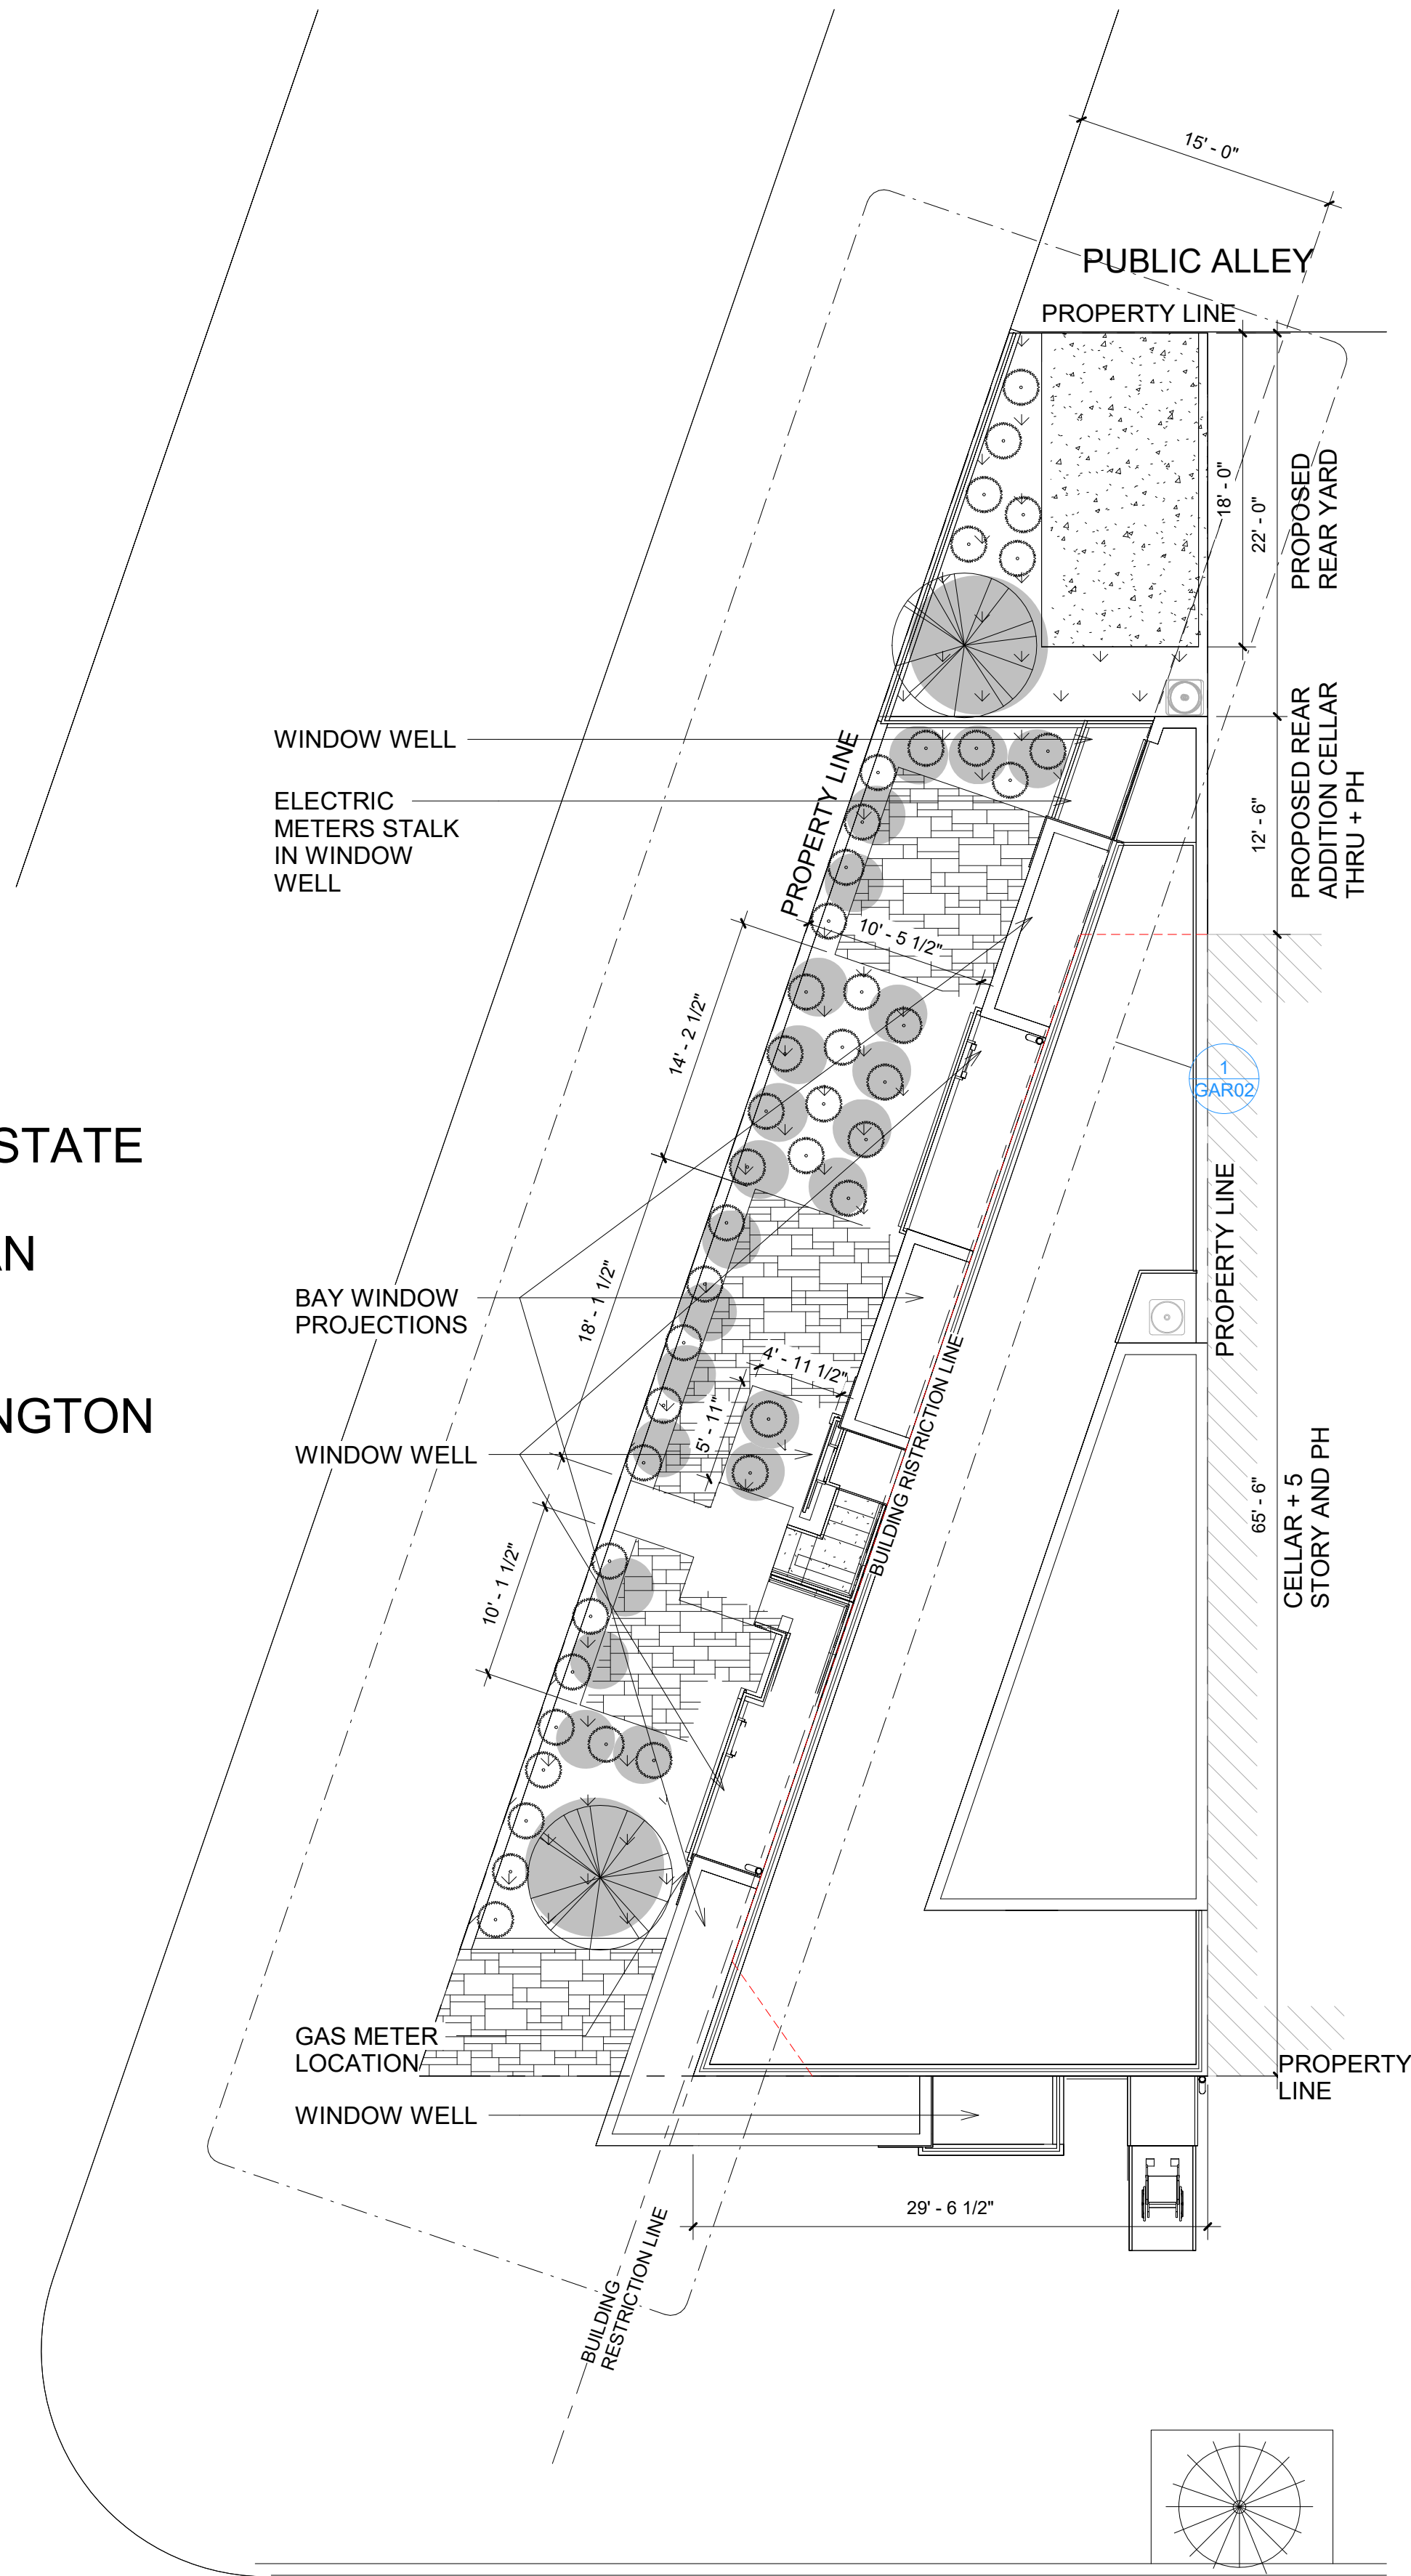 15' - 0"
PUBLIC ALLEY
PROPERTY LINE
18' - 0"
22' - 0"
PROPOSED
REAR YARD
WINDOW WELL
ELECTRIC
METERS STALK
IN WINDOW
WELL
PROPERTY LINE
12' - 6"
PROPOSED REAR
ADDITION CELLAR
THRU + PH
10' - 5 1/2"
14' - 2 1/2"
1
GAR02
STATE
AN
NGTON
PROPERTY LINE
BAY WINDOW
PROJECTIONS
18' - 1 1/2"
4' - 11 1/2"
5' - 11"
BUILDING RISTRICTION LINE
WINDOW WELL
65' - 6"
CELLAR + 5
STORY AND PH
10' - 1 1/2"
GAS METER
LOCATION
PROPERTY
LINE
WINDOW WELL
29' - 6 1/2"
BUILDING
RESTRICTION LINE